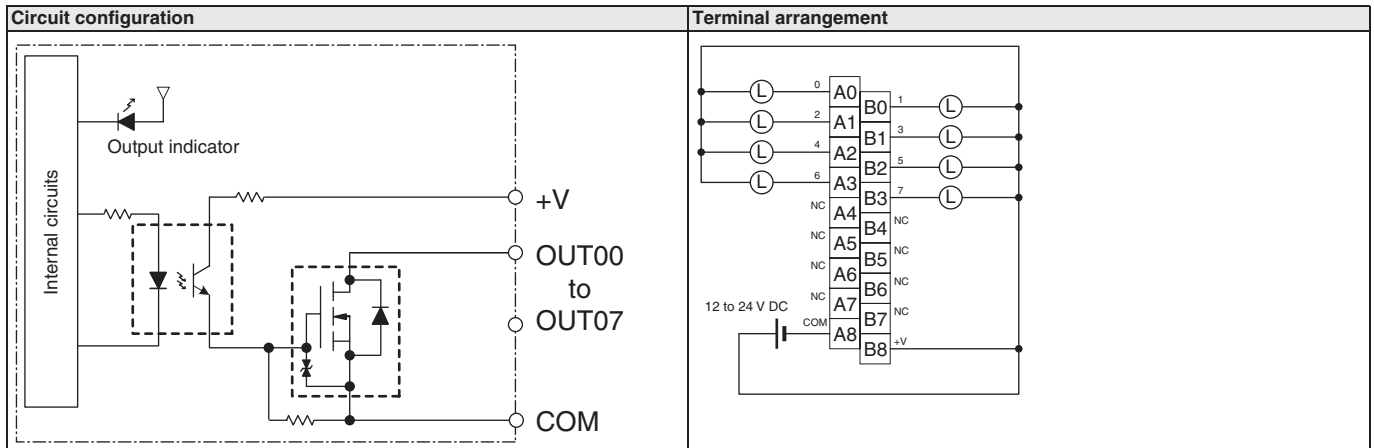 Circuit configuration
Terminal arrangement
Internal circuits
Output indicator
+V
OUT00
to
OUT07
COM
L 0 A0
B0 1 L
L 2 A1
B1 3 L
L 4 A2
B2 5 L
L 6 A3
B3 7 L
NC A4
B4 NC
NC A5
B5 NC
NC A6
B6 NC
NC A7
B7 NC
12 to 24 V DC
COM A8
B8 +V